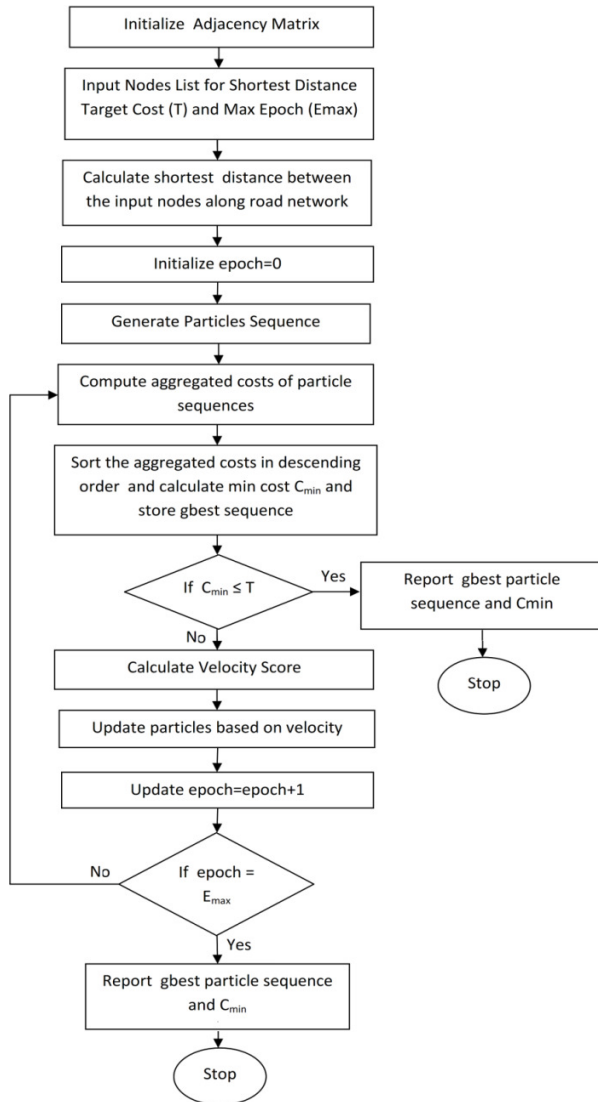 Initialize Adjacency Matrix
Input Nodes List for Shortest Distance
Target Cost (T) and Max Epoch (Emax)
Calculate shortest distance between
the input nodes along road network
Initialize epoch=0
Generate Particles Sequence
Compute aggregated costs of particle
sequences
Sort the aggregated costs in descending
order and calculate min cost Cmin and
store gbest sequence
If Cmin ≤ T
Yes
Report gbest particle
sequence and Cmin
Stop
No
Calculate Velocity Score
Update particles based on velocity
Update epoch=epoch+1
If epoch =
Emax
No
Yes
Report gbest particle sequence
and Cmin
Stop